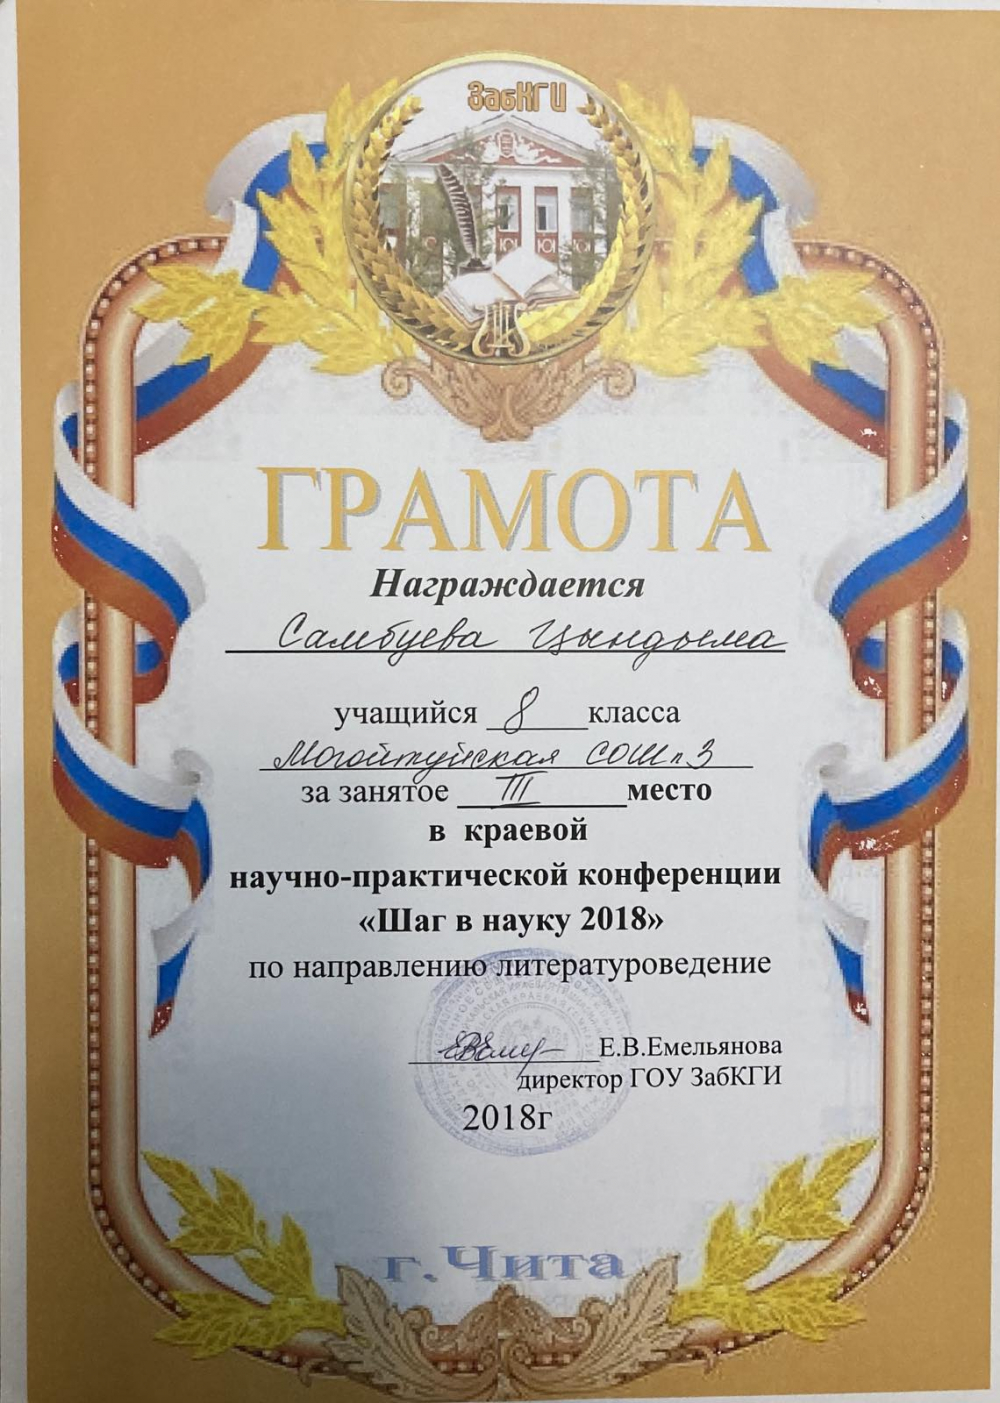 ЗабКГИ
ГРАМОТА
Награждается
Самбуева Цындыма
учащийся 8 класса
Могойтуйская СОШ п 3
за занятое III место
в краевой
научно-практической конференции
«Шаг в науку 2018»
по направлению литературоведение
Е.В.Емельянова
директор ГОУ ЗабКГИ
2018г
г.Чита